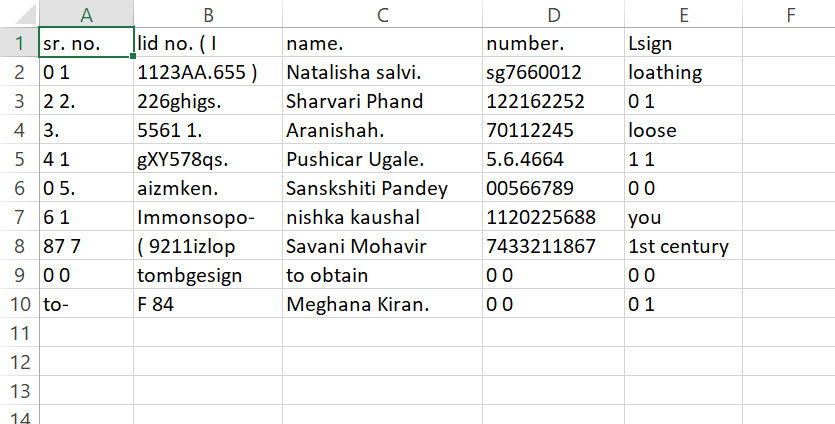 A B C D E F
1 sr. no. lid no. ( I name. number. Lsign
2 0 1 1123AA.655 ) Natalisha salvi. sg7660012 loathing
3 2 2. 226ghigs. Sharvari Phand 122162252 0 1
4 3. 5561 1. Aranishah. 70112245 loose
5 4 1 gXY578qs. Pushicar Ugale. 5.6.4664 1 1
6 0 5. aizmken. Sanskshiti Pandey 00566789 0 0
7 6 1 Immonsopo- nishka kaushal 1120225688 you
8 87 7 ( 9211izlop Savani Mohavir 7433211867 1st century
9 0 0 tombgesign to obtain 0 0 0 0
10 to- F 84 Meghana Kiran. 0 0 0 1
11
12
13
14